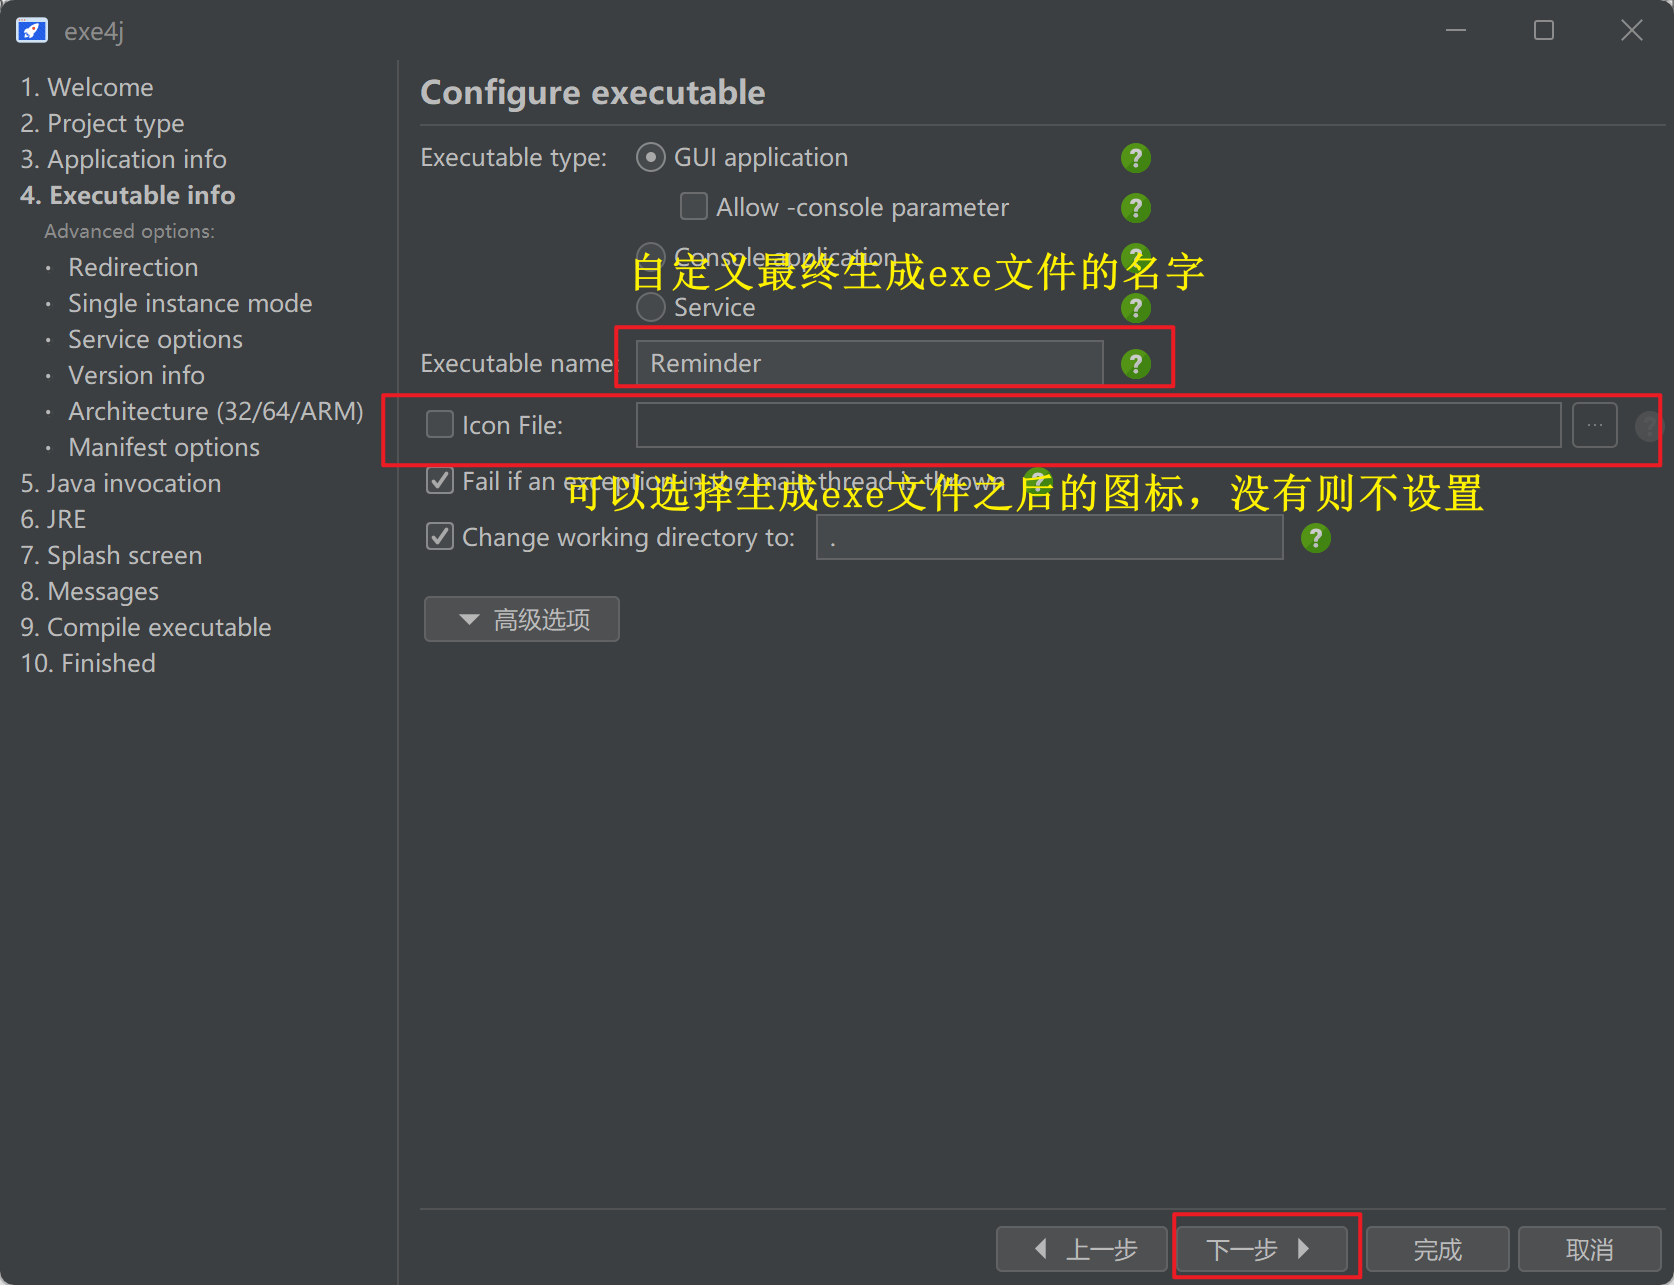 exe4j
1. Welcome
2. Project type
3. Application info
4. Executable info
Advanced options:
· Redirection
· Single instance mode
· Service options
· Version info
· Architecture (32/64/ARM)
· Manifest options
5. Java invocation
6. JRE
7. Splash screen
8. Messages
9. Compile executable
10. Finished
Configure executable
Executable type:
GUI application
Allow -console parameter
Console application
自定义最终生成exe文件的名字
Service
Executable name:
Reminder
Icon File:
...
Fail if an exception in the main thread is thrown
可以选择生成exe文件之后的图标，没有则不设置
Change working directory to:
.
高级选项
上一步
下一步
完成
取消